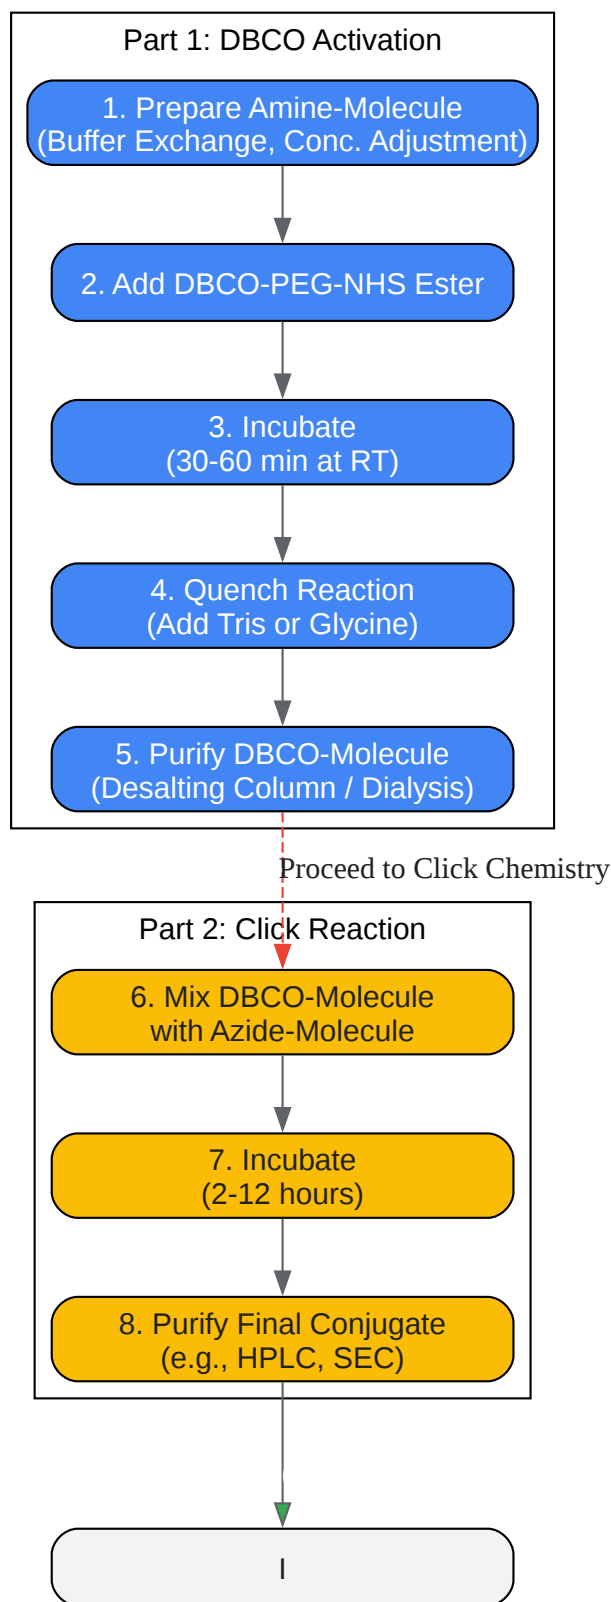 Part 1: DBCO Activation
1. Prepare Amine-Molecule
(Buffer Exchange, Conc. Adjustment)
2. Add DBCO-PEG-NHS Ester
3. Incubate
(30-60 min at RT)
4. Quench Reaction
(Add Tris or Glycine)
5. Purify DBCO-Molecule
(Desalting Column / Dialysis)
Proceed to Click Chemistry
Part 2: Click Reaction
6. Mix DBCO-Molecule
with Azide-Molecule
7. Incubate
(2-12 hours)
8. Purify Final Conjugate
(e.g., HPLC, SEC)
I